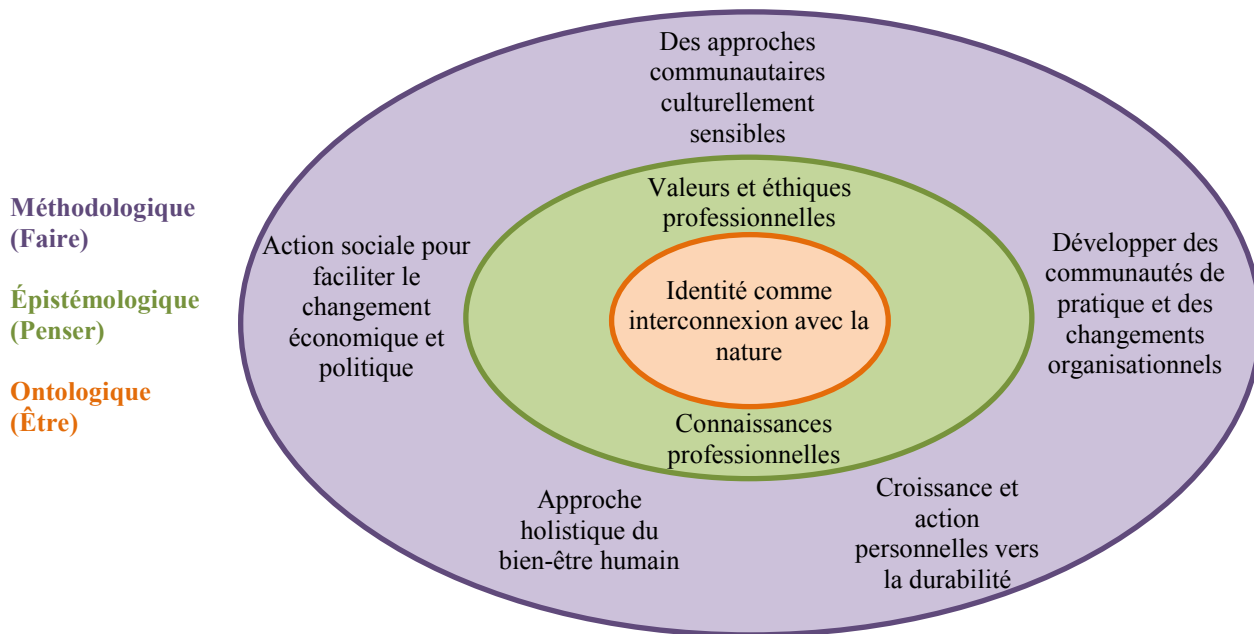 Des approches
communautaires
culturellement
sensibles
Méthodologique
(Faire)
Épistémologique
(Penser)
Ontologique
(Être)
Valeurs et éthiques
professionnelles
Action sociale pour
faciliter le
changement
économique et
politique
Identité comme
interconnexion avec la
nature
Développer des
communautés de
pratique et des
changements
organisationnels
Connaissances
professionnelles
Approche
holistique du
bien-être humain
Croissance et
action
personnelles vers
la durabilité